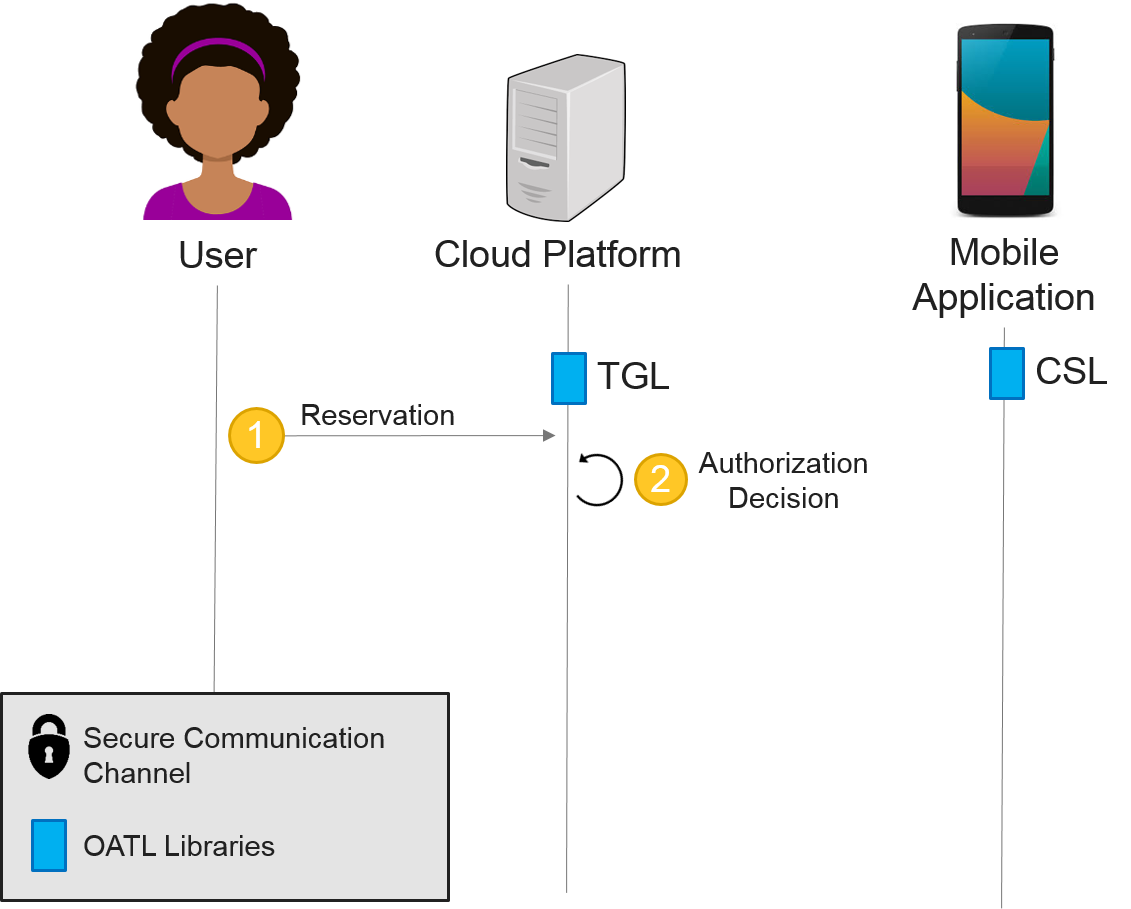 User
Cloud Platform
Mobile
Application
TGL
CSL
1
Reservation
2
Authorization
Decision
Secure Communication
Channel
OATL Libraries